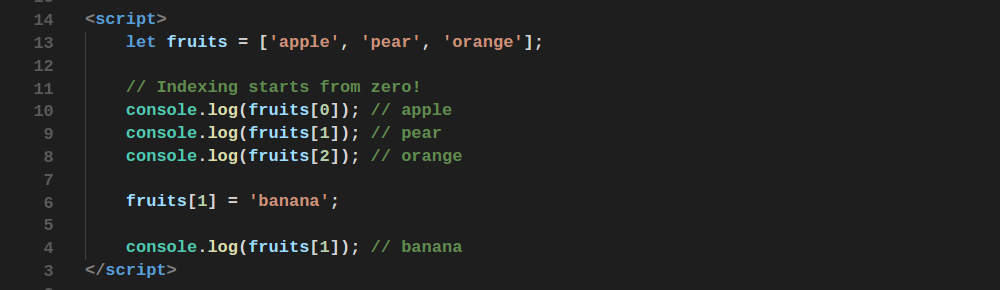 14 <script>
13 let fruits = ['apple', 'pear', 'orange'];
12
11 // Indexing starts from zero!
10 console.log(fruits[0]); // apple
9 console.log(fruits[1]); // pear
8 console.log(fruits[2]); // orange
7
6 fruits[1] = 'banana';
5
4 console.log(fruits[1]); // banana
3 </script>